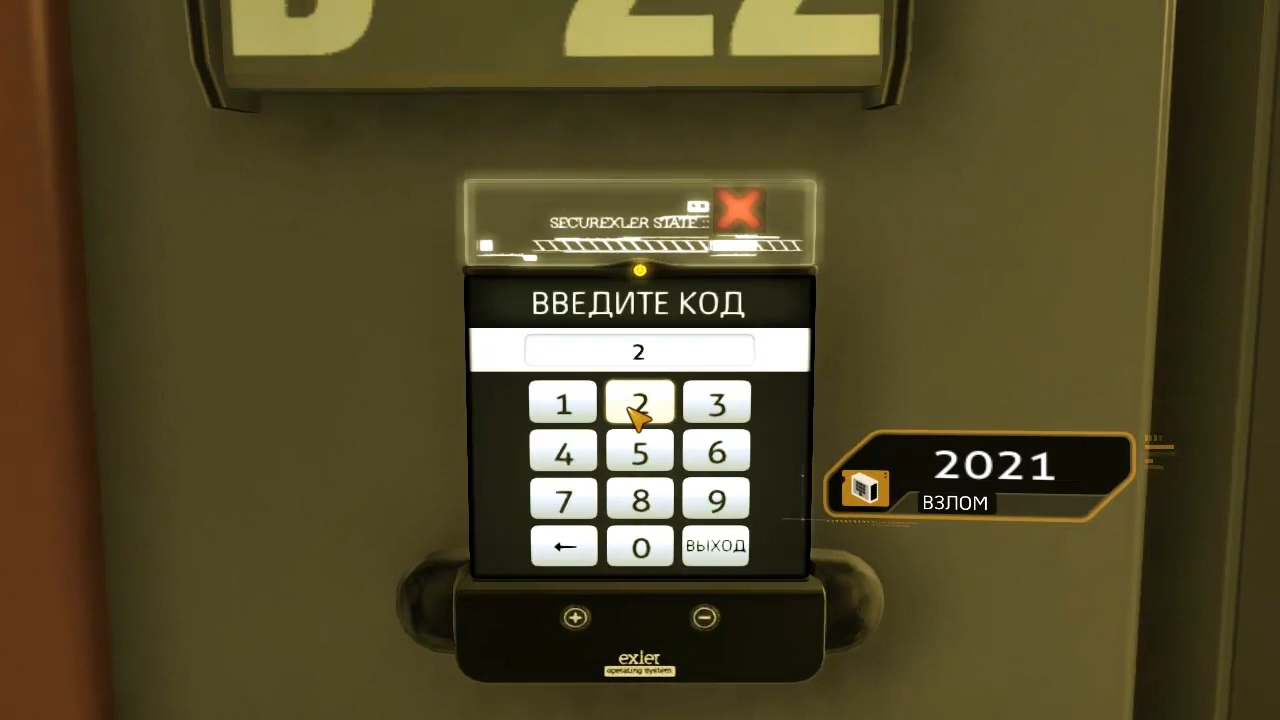 22
SECUREXLER STATE ::
ВВЕДИТЕ КОД
2
1 2 3
4 5 6
7 8 9
← 0 ВЫХОД
2021
ВЗЛОМ
exler
operating system